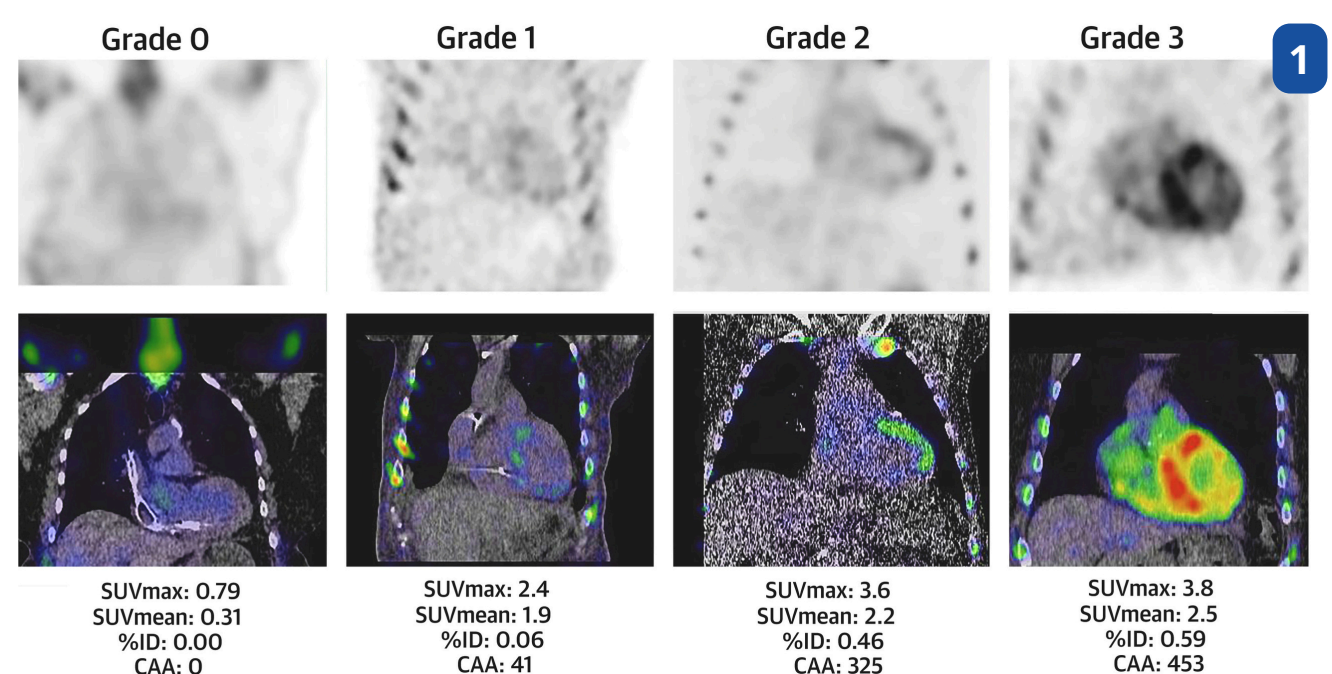 Grade 0
Grade 1
Grade 2
Grade 3
1
SUVmax: 0.79
SUVmean: 0.31
%ID: 0.00
CAA: 0
SUVmax: 2.4
SUVmean: 1.9
%ID: 0.06
CAA: 41
SUVmax: 3.6
SUVmean: 2.2
%ID: 0.46
CAA: 325
SUVmax: 3.8
SUVmean: 2.5
%ID: 0.59
CAA: 453